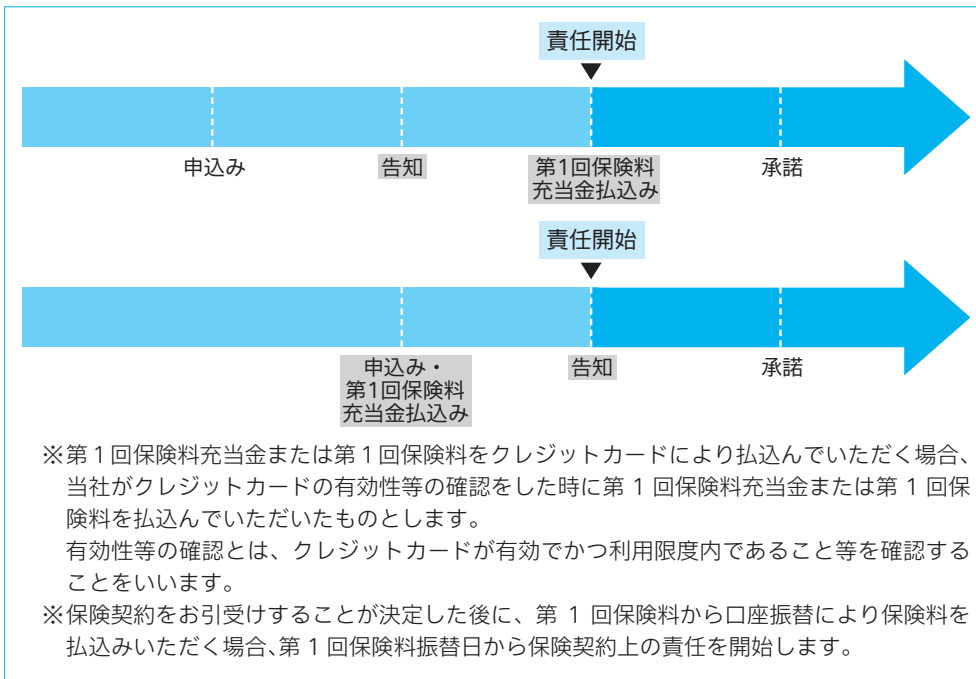 責任開始
申込み
告知
第1回保険料
充当金払込み
承諾
責任開始
申込み・
第1回保険料
充当金払込み
告知
承諾
※第1回保険料充当金または第1回保険料をクレジットカードにより払込んでいただく場合、
当社がクレジットカードの有効性等の確認をした時に第1回保険料充当金または第1回保
険料を払込んでいただいたものとします。
有効性等の確認とは、クレジットカードが有効でかつ利用限度内であること等を確認する
ことをいいます。
※保険契約をお引受けすることが決定した後に、第1回保険料から口座振替により保険料を
払込みいただく場合、第1回保険料振替日から保険契約上の責任を開始します。